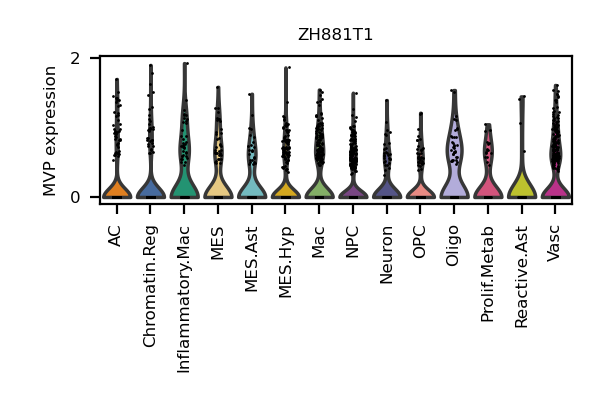 ZH881T1
MVP expression
2
0
AC
Chromatin.Reg
Inflammatory.Mac
MES
MES.Ast
MES.Hyp
Mac
NPC
Neuron
OPC
Oligo
Prolif.Metab
Reactive.Ast
Vasc